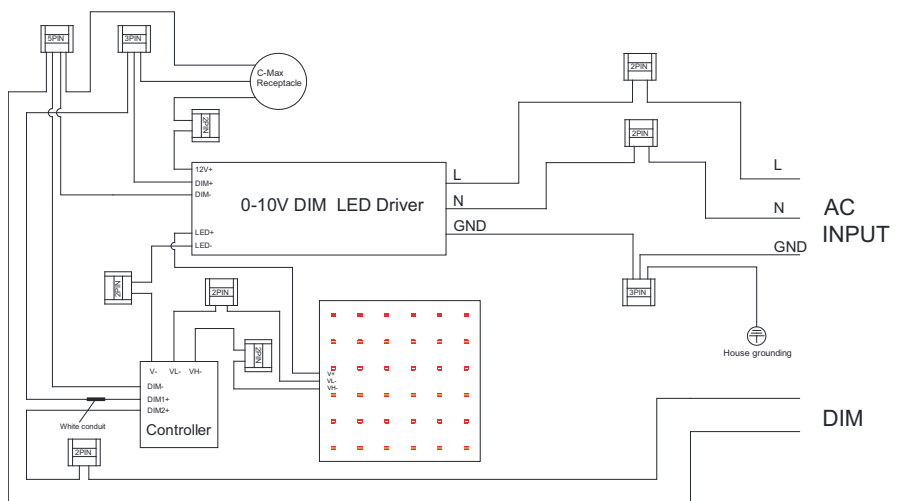 5PIN
3PIN
C-Max
Receptacle
2PIN
2PIN
2PIN
12V+
DIM+
DIM-
0-10V DIM LED Driver
LED+
LED-
L
N
GND
L
N
GND
AC
INPUT
3PIN
House grounding
2PIN
2PIN
2PIN
V+
VL-
VH-
V-
VL-
VH-
DIM-
DIM1+
DIM2+
Controller
White conduit
2PIN
DIM